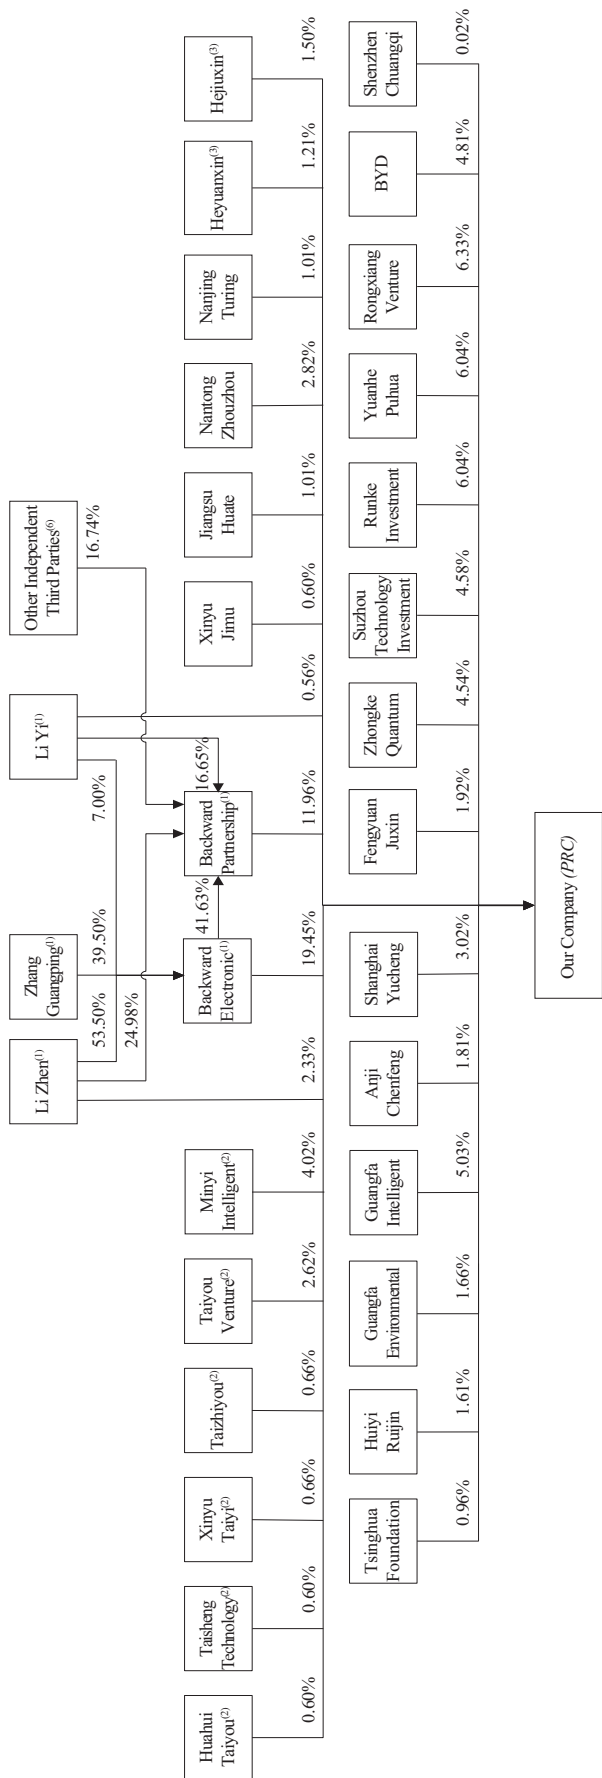 Li Zhen(1)
Zhang
Guangping(1)
Li Yi(1)
Other Independent
Third Parties(6)
53.50%
39.50%
7.00%
24.98%
16.74%
Huahui
Taiyou(2)
Taisheng
Technology(2)
Xinyu
Taiyi(2)
Taizhiyou(2)
Taiyou
Venture(2)
Minyi
Intelligent(2)
Backward
Electronic(1)
41.63%
Backward
Partnership(1)
16.65%
Xinyu
Jimu
Jiangsu
Huate
Nantong
Zhouzhou
Nanjing
Turing
Heyuanxin(3)
Hejiuxin(3)
0.60%
0.60%
0.66%
0.66%
2.62%
4.02%
2.33%
19.45%
11.96%
0.56%
0.60%
1.01%
2.82%
1.01%
1.21%
1.50%
Tsinghua
Foundation
Huiyi
Ruijin
Guangfa
Environmental
Guangfa
Intelligent
Anji
Chenfeng
Shanghai
Yucheng
Fengyuan
Juxin
Zhongke
Quantum
Suzhou
Technology
Investment
Runke
Investment
Yuanhe
Puhua
Rongxiang
Venture
BYD
Shenzhen
Chuangqi
0.96%
1.61%
1.66%
5.03%
1.81%
3.02%
1.92%
4.54%
4.58%
6.04%
6.04%
6.33%
4.81%
0.02%
Our Company (PRC)